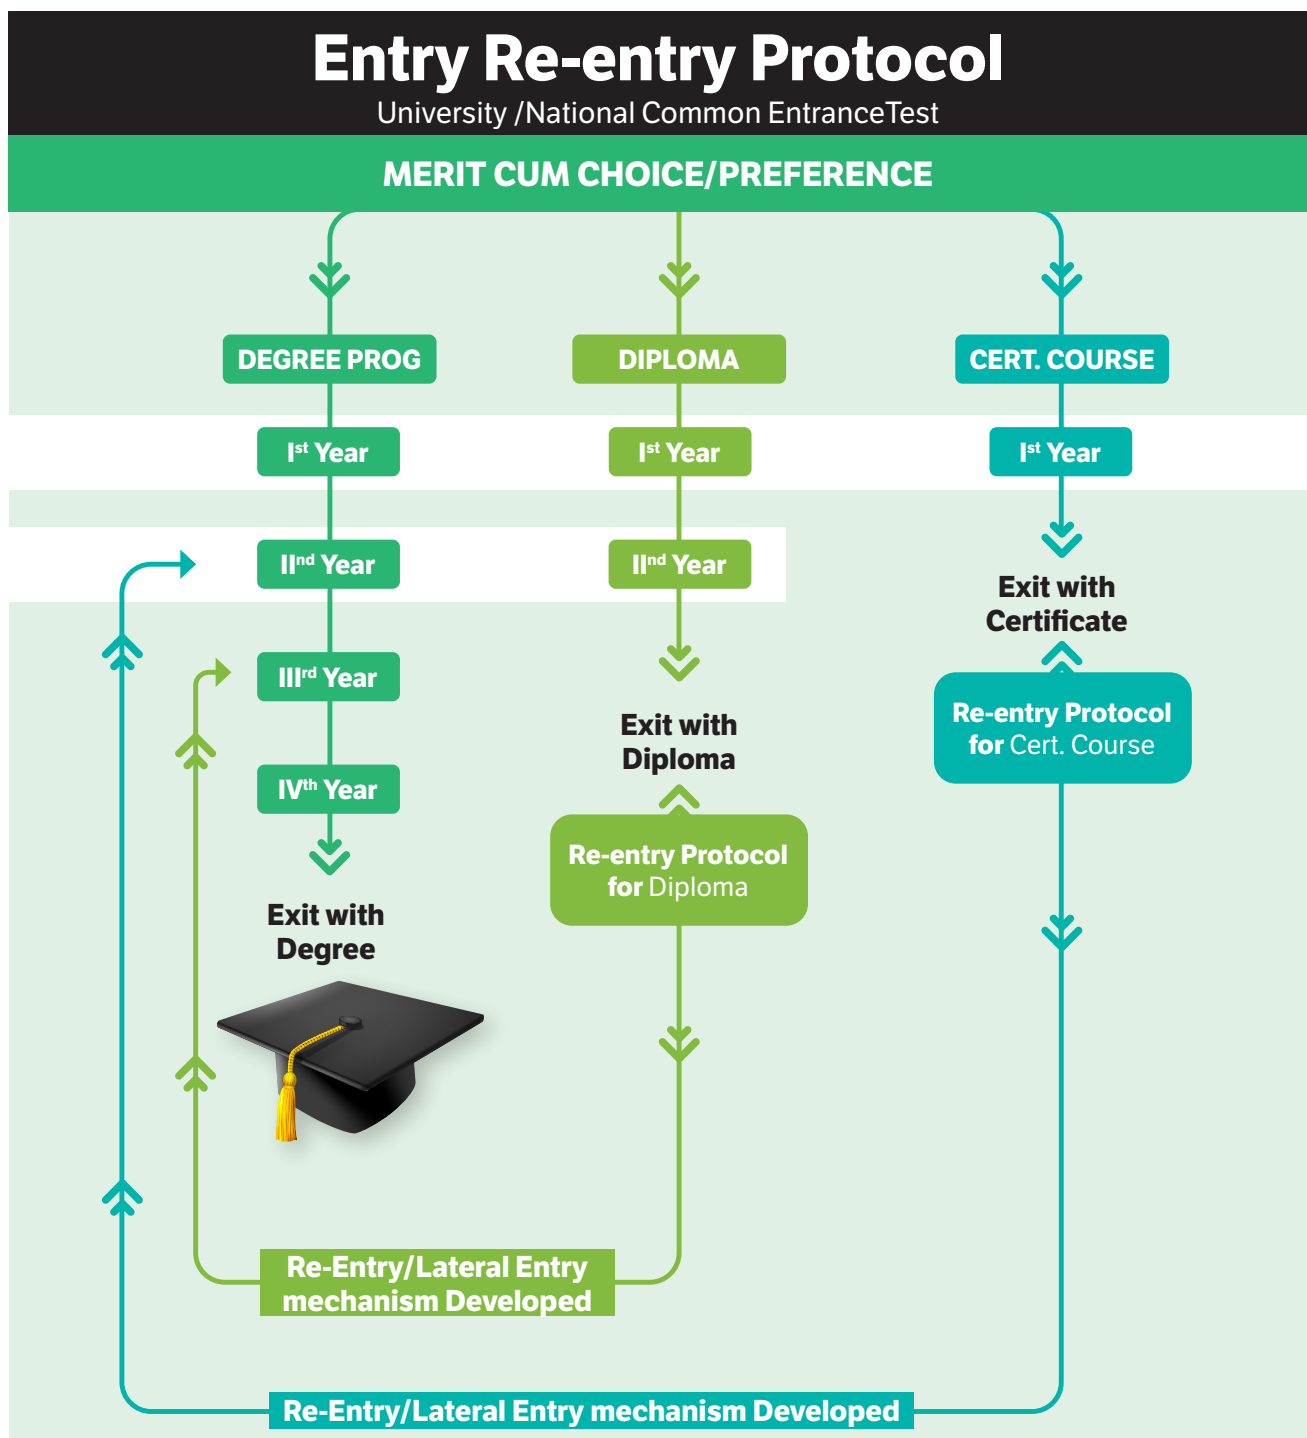 Entry Re-entry Protocol
University /National Common EntranceTest
MERIT CUM CHOICE/PREFERENCE
DEGREE PROG
DIPLOMA
CERT. COURSE
Ist Year
Ist Year
Ist Year
IInd Year
IInd Year
Exit with
Certificate
IIIrd Year
Re-entry Protocol
for Cert. Course
Exit with
Diploma
IVth Year
Re-entry Protocol
for Diploma
Exit with
Degree
Re-Entry/Lateral Entry
mechanism Developed
Re-Entry/Lateral Entry mechanism Developed